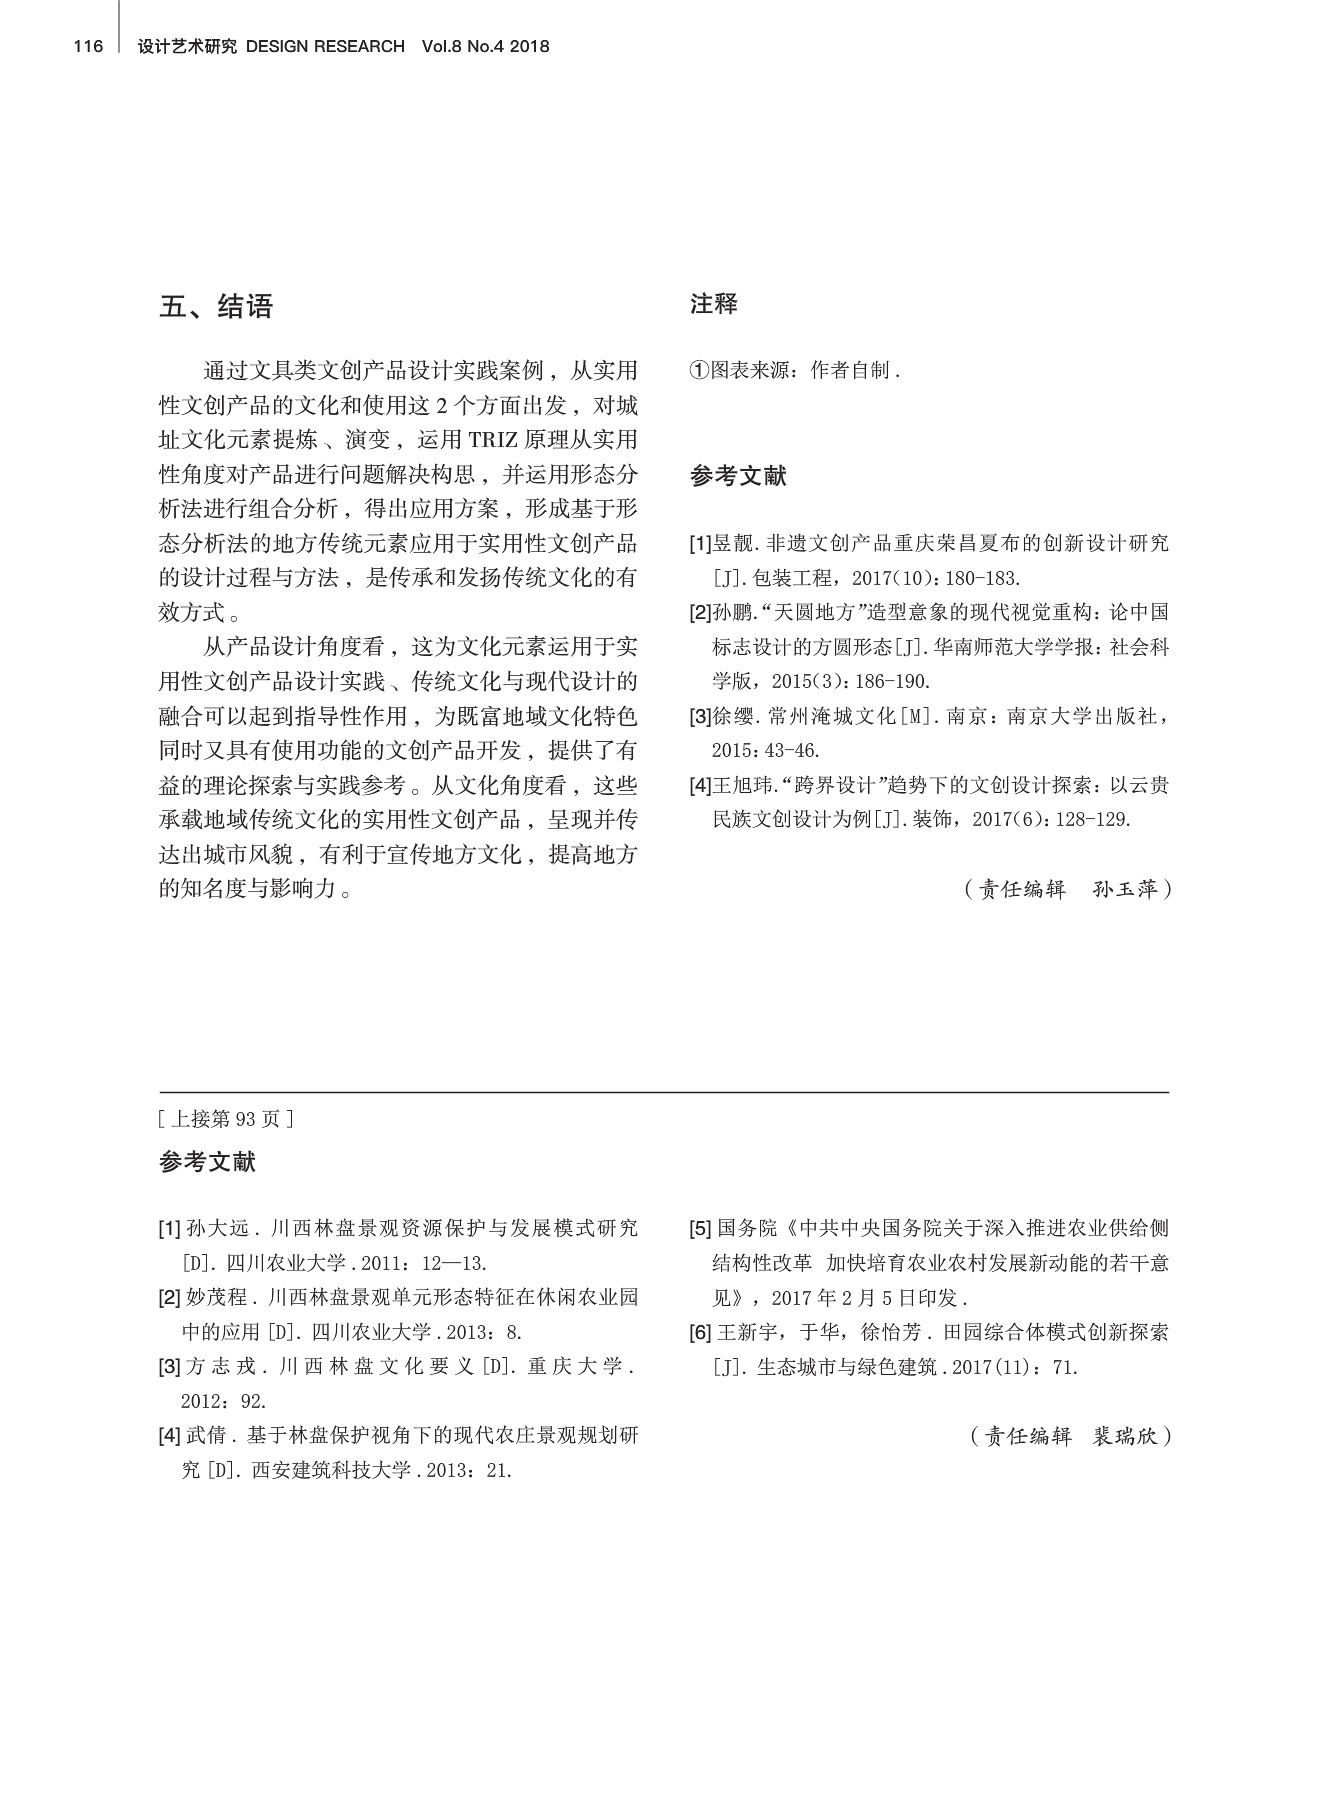 116 设计艺术研究 DESIGN RESEARCH Vol.8 No.4 2018
五、结语
通过文具类文创产品设计实践案例，从实用
性文创产品的文化和使用这 2 个方面出发，对城
址文化元素提炼、演变，运用 TRIZ 原理从实用
性角度对产品进行问题解决构思，并运用形态分
析法进行组合分析，得出应用方案，形成基于形
态分析法的地方传统元素应用于实用性文创产品
的设计过程与方法，是传承和发扬传统文化的有
效方式。
从产品设计角度看，这为文化元素运用于实
用性文创产品设计实践、传统文化与现代设计的
融合可以起到指导性作用，为既富地域文化特色
同时又具有使用功能的文创产品开发，提供了有
益的理论探索与实践参考。从文化角度看，这些
承载地域传统文化的实用性文创产品，呈现并传
达出城市风貌，有利于宣传地方文化，提高地方
的知名度与影响力。
注释
①图表来源：作者自制.
参考文献
[1]昱靓.非遗文创产品重庆荣昌夏布的创新设计研究
[J].包装工程，2017(10)：180-183.
[2]孙鹏.“天圆地方”造型意象的现代视觉重构：论中国
标志设计的方圆形态[J].华南师范大学学报：社会科
学版，2015(3)：186-190.
[3]徐缨.常州淹城文化[M].南京：南京大学出版社，
2015：43-46.
[4]王旭玮.“跨界设计”趋势下的文创设计探索：以云贵
民族文创设计为例[J].装饰，2017(6)：128-129.
（责任编辑 孙玉萍）
[ 上接第 93 页 ]
参考文献
[1] 孙大远. 川西林盘景观资源保护与发展模式研究
[D]. 四川农业大学.2011：12—13.
[2] 妙茂程. 川西林盘景观单元形态特征在休闲农业园
中的应用 [D]. 四川农业大学.2013：8.
[3] 方志戎. 川西林盘文化要义 [D]. 重庆大学.
2012：92.
[4] 武倩. 基于林盘保护视角下的现代农庄景观规划研
究 [D]. 西安建筑科技大学.2013：21.
[5] 国务院《中共中央国务院关于深入推进农业供给侧
结构性改革 加快培育农业农村发展新动能的若干意
见》，2017 年 2 月 5 日印发.
[6] 王新宇，于华，徐怡芳. 田园综合体模式创新探索
[J]. 生态城市与绿色建筑.2017(11)：71.
（责任编辑 裴瑞欣）